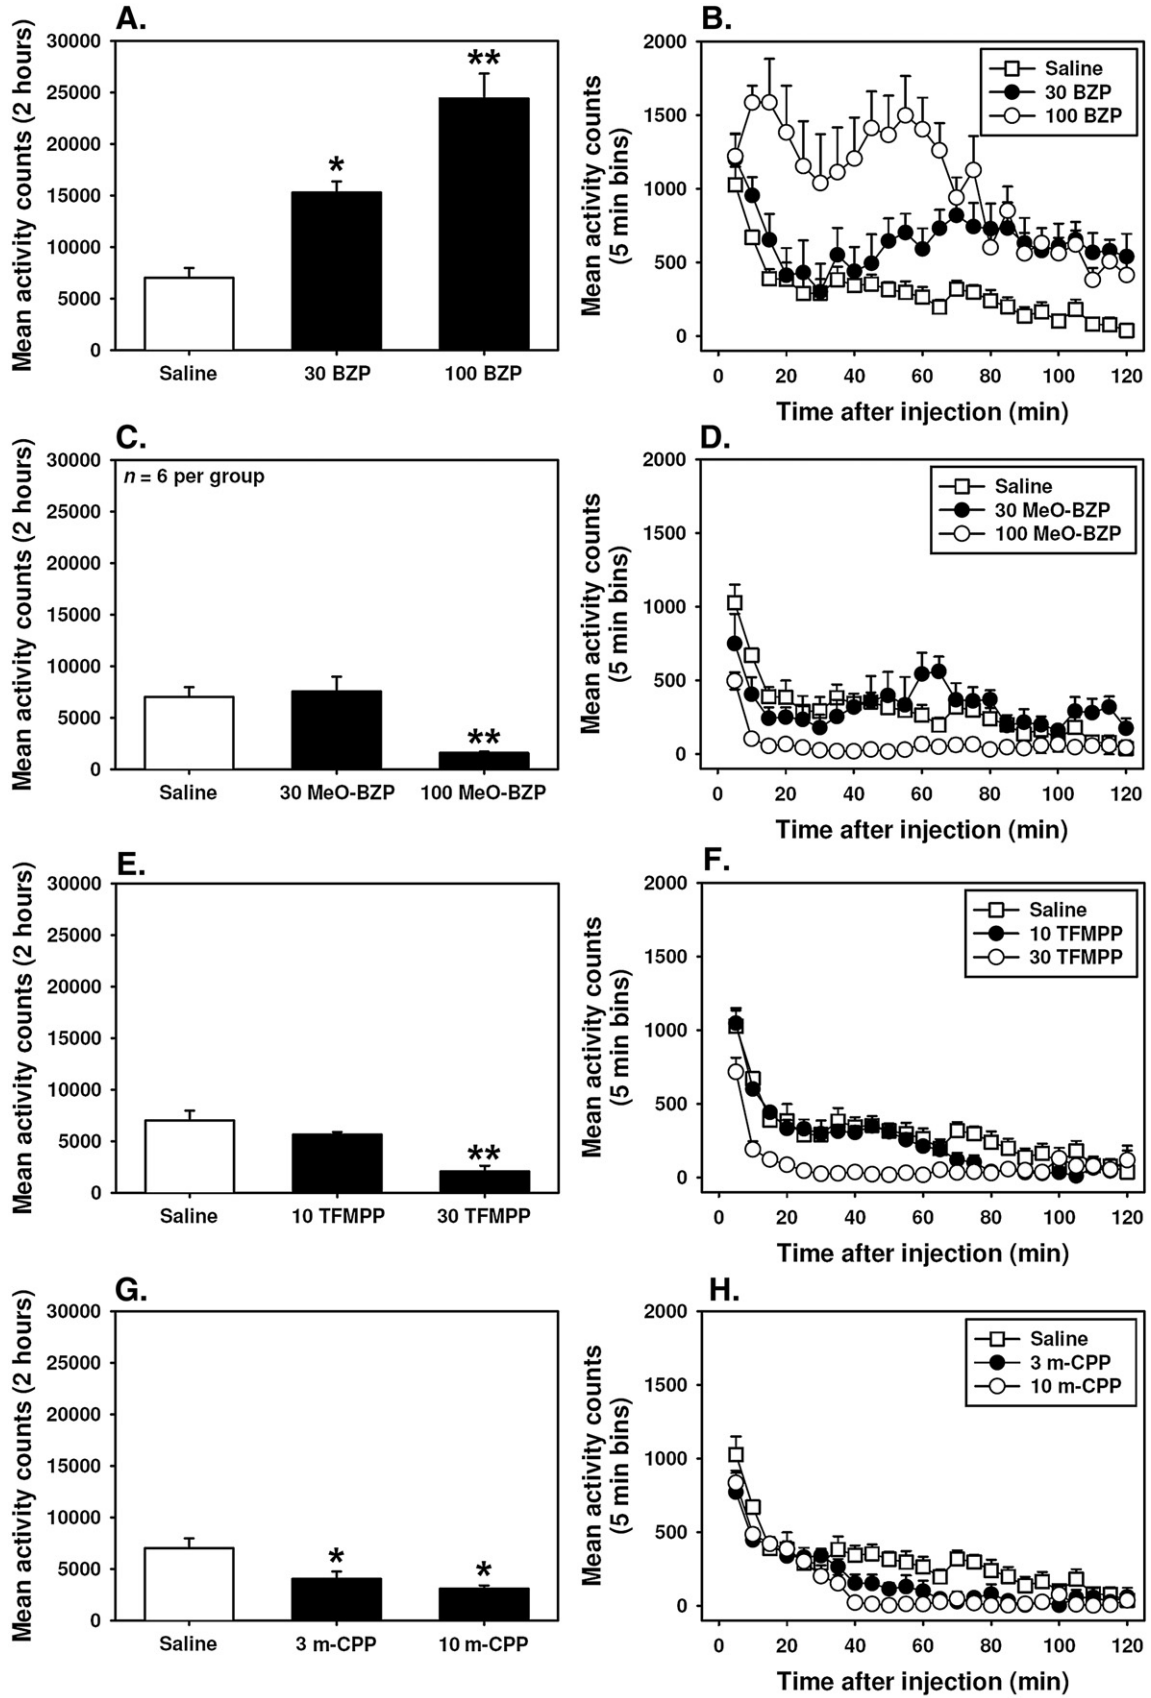 A.
Mean activity counts (2 hours)
30000
25000
20000
15000
10000
5000
0
*
**
Saline 30 BZP 100 BZP
B.
Mean activity counts
(5 min bins)
2000
1500
1000
500
0
Saline
30 BZP
100 BZP
0 20 40 60 80 100 120
Time after injection (min)
C.
Mean activity counts (2 hours)
n = 6 per group
30000
25000
20000
15000
10000
5000
0
**
Saline 30 MeO-BZP 100 MeO-BZP
D.
Mean activity counts
(5 min bins)
2000
1500
1000
500
0
Saline
30 MeO-BZP
100 MeO-BZP
0 20 40 60 80 100 120
Time after injection (min)
E.
Mean activity counts (2 hours)
30000
25000
20000
15000
10000
5000
0
**
Saline 10 TFMPP 30 TFMPP
F.
Mean activity counts
(5 min bins)
2000
1500
1000
500
0
Saline
10 TFMPP
30 TFMPP
0 20 40 60 80 100 120
Time after injection (min)
G.
Mean activity counts (2 hours)
30000
25000
20000
15000
10000
5000
0
*
*
Saline 3 m-CPP 10 m-CPP
H.
Mean activity counts
(5 min bins)
2000
1500
1000
500
0
Saline
3 m-CPP
10 m-CPP
0 20 40 60 80 100 120
Time after injection (min)